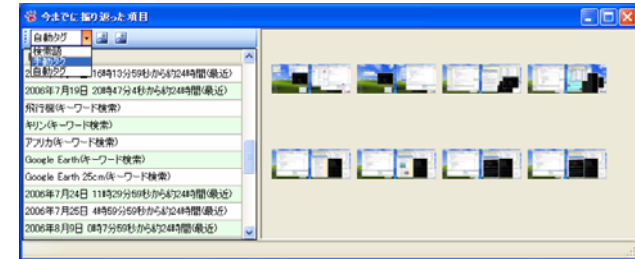 今までに振り返った項目
自動タグ
検索語
手動タグ
自動タグ
16時13分59秒から約24時間(最近)
2006年7月19日 20時47分4秒から約24時間(最近)
飛行機(キーワード検索)
キリン(キーワード検索)
アフリカ(キーワード検索)
Google Earth(キーワード検索)
Google Earth 25cm(キーワード検索)
2006年7月24日 11時29分59秒から約24時間(最近)
2006年7月25日 4時59分59秒から約24時間(最近)
2006年8月9日 0時7分59秒から約24時間(最近)